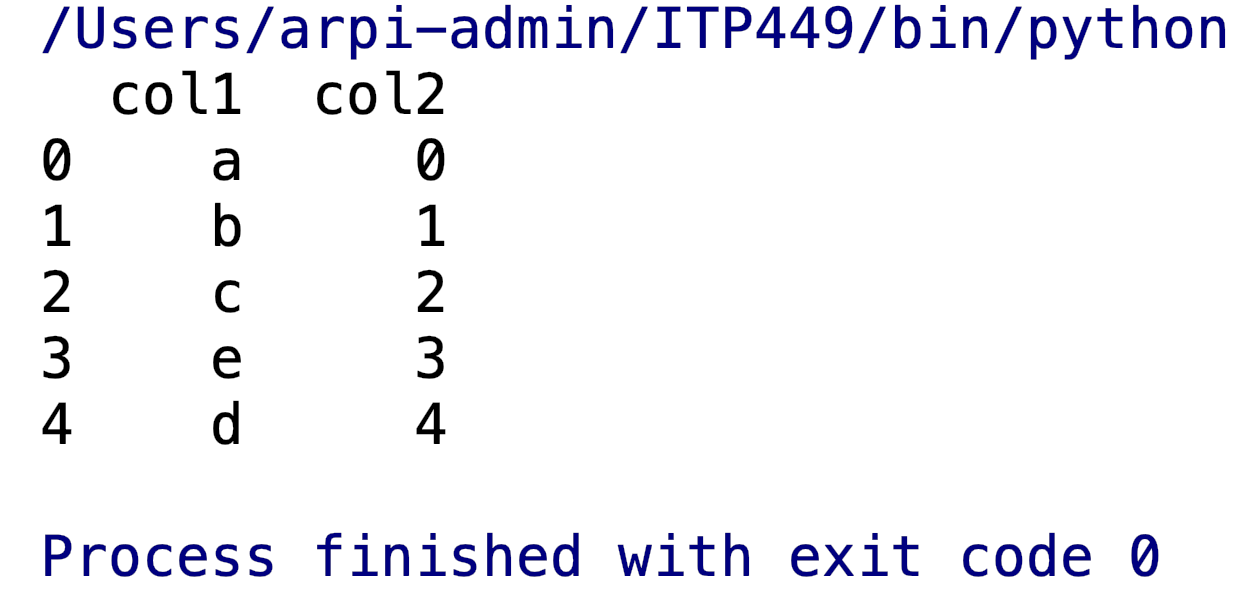 /Users/arpi-admin/ITP449/bin/python
  col1  col2
0    a     0
1    b     1
2    c     2
3    e     3
4    d     4
Process finished with exit code 0